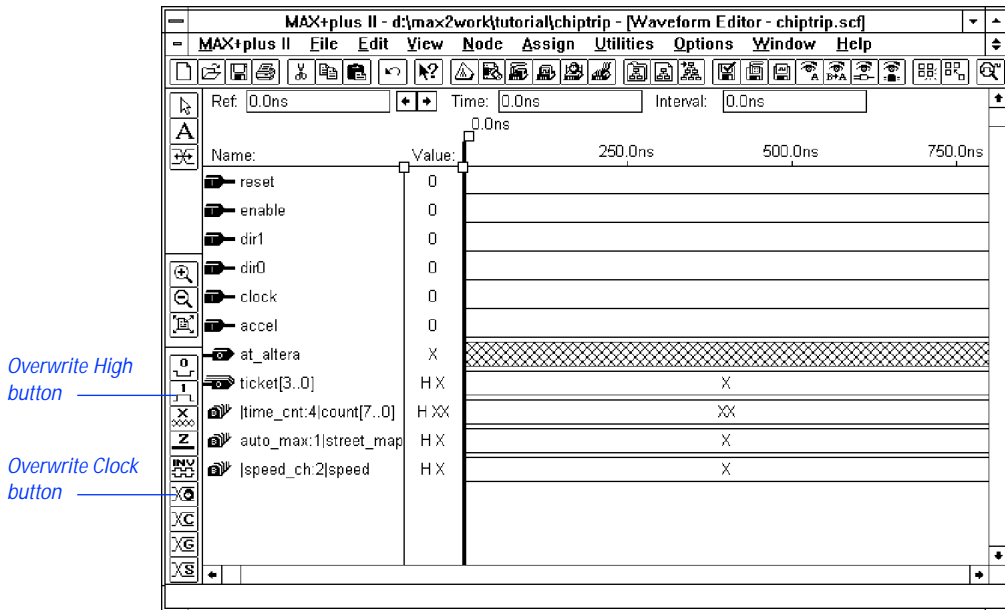 MAX+plus II - d:\max2work\tutorial\chiptrip - [Waveform Editor - chiptrip.scf]
MAX+plus II File Edit View Node Assign Utilities Options Window Help
Ref: 0.0ns Time: 0.0ns Interval: 0.0ns
0.0ns
Name: Value: 250.0ns 500.0ns 750.0ns
reset 0
enable 0
dir1 0
dir0 0
clock 0
accel 0
at_altera X
ticket[3..0] H X X
|time_cnt:4|count[7..0] H XX XX
auto_max:1|street_map H X X
|speed_ch:2|speed H X X
A
0
1
X
Z
INV
C
G
S
Overwrite High
button
Overwrite Clock
button